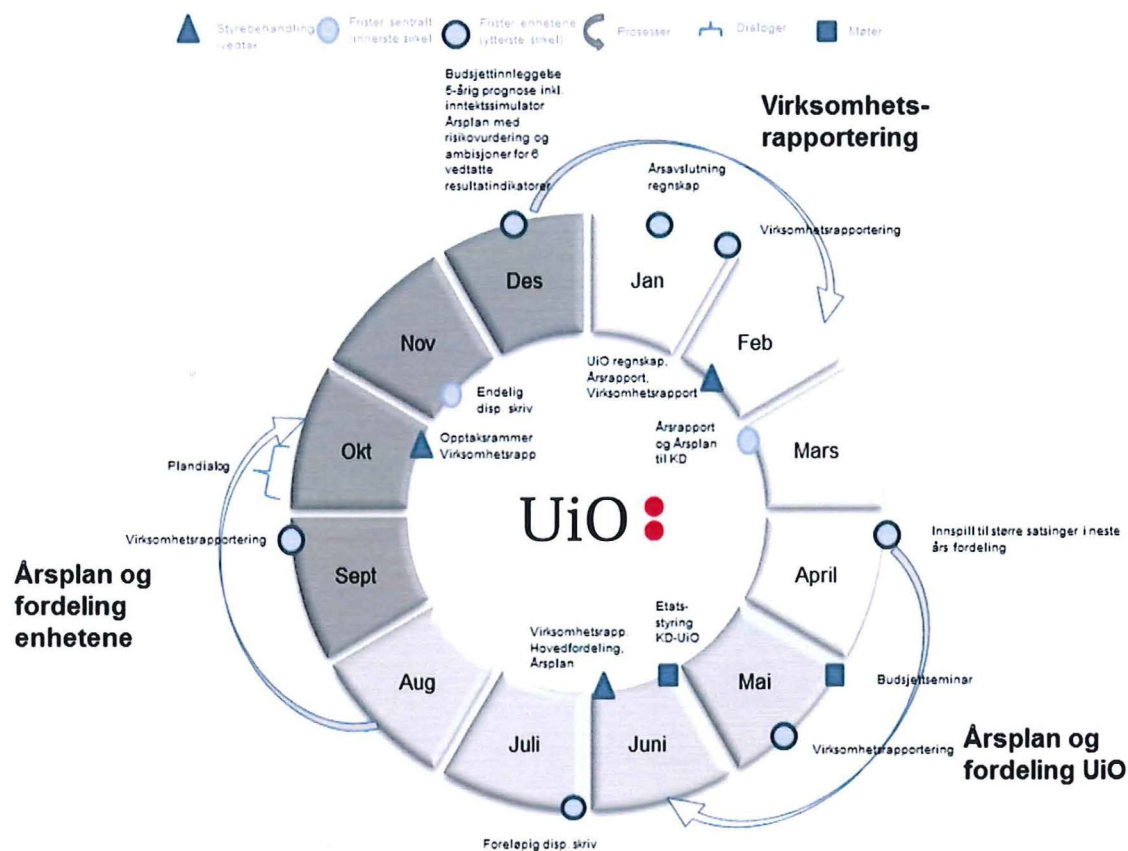 Styrebehandling
vedtak
Frister sentralt
(innerste sirkel)
Frister enhetene
(ytterste sirkel)
Prosesser
Dialoger
Møter
Budsjettinnleggelse
5-årig prognose inkl.
inntektssimulator
Årsplan med
risikovurdering og
ambisjoner for 6
vedtatte
resultatindikatorer
Virksomhets-
rapportering
Årsavslutning
regnskap
Virksomhetsrapportering
Des
Jan
Nov
Feb
UiO regnskap,
Årsrapport,
Virksomhetsrapport
Endelig
disp. skriv
Årsrapport
og Årsplan
til KD
Opptaksrammer
Virksomhetsrapp
Okt
Mars
Plandialog
UiO
Virksomhetsrapportering
Innspill til større satsinger i neste
års fordeling
Årsplan og
fordeling
enhetene
Sept
April
Etats-
styring
KD-UiO
Virksomhetsrapp.
Hovedfordeling,
Årsplan
Aug
Mai
Budsjettseminar
Juli
Juni
Virksomhetsrapportering
Årsplan og
fordeling UiO
Foreløpig disp. skriv